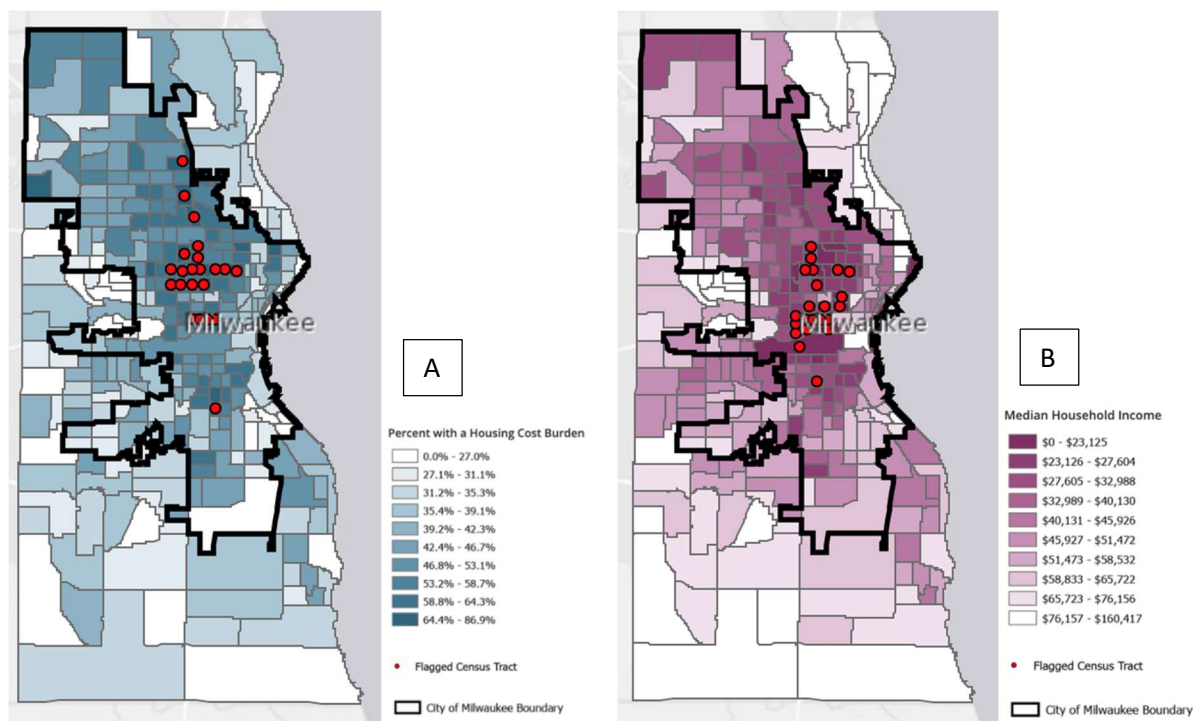 Milwaukee
A
Percent with a Housing Cost Burden
0.0% - 27.0%
27.1% - 31.1%
31.2% - 35.3%
35.4% - 39.1%
39.2% - 42.3%
42.4% - 46.7%
46.8% - 53.1%
53.2% - 58.7%
58.8% - 64.3%
64.4% - 86.9%
Flagged Census Tract
City of Milwaukee Boundary
Milwaukee
B
Median Household Income
$0 - $23,125
$23,126 - $27,604
$27,605 - $32,988
$32,989 - $40,130
$40,131 - $45,926
$45,927 - $51,472
$51,473 - $58,532
$58,833 - $65,722
$65,723 - $76,156
$76,157 - $160,417
Flagged Census Tract
City of Milwaukee Boundary